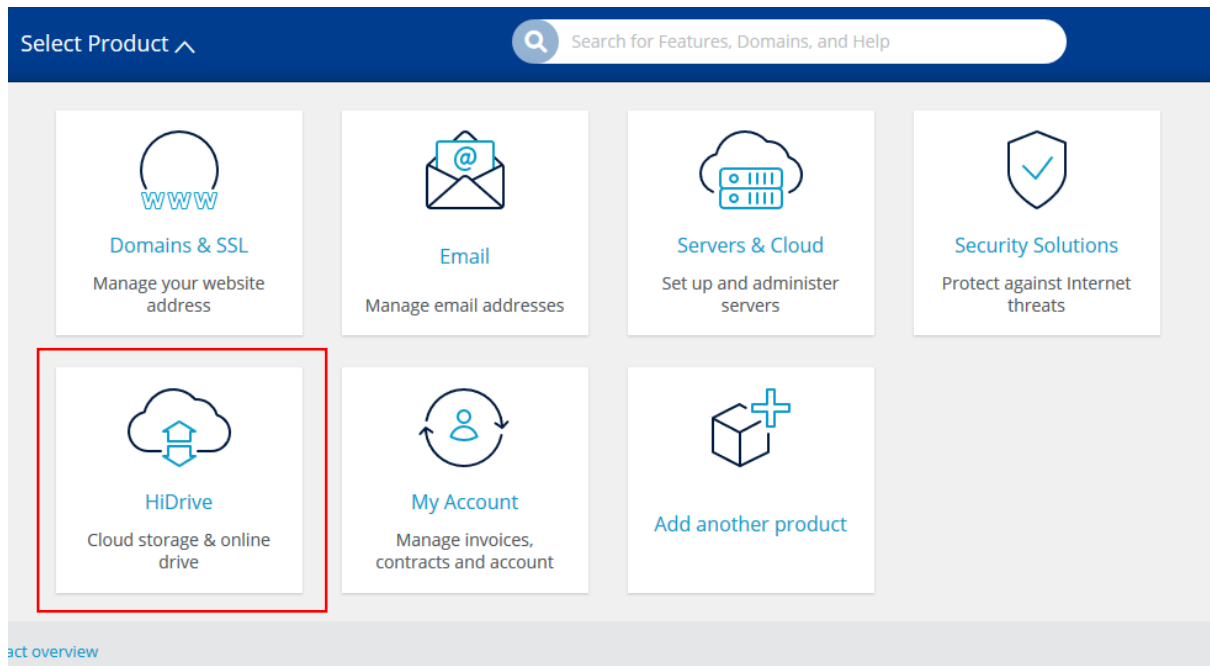 Select Product
Search for Features, Domains, and Help
www
@
Domains & SSL
Manage your website
address
Email
Manage email addresses
Servers & Cloud
Set up and administer
servers
Security Solutions
Protect against Internet
threats
HiDrive
Cloud storage & online
drive
My Account
Manage invoices,
contracts and account
Add another product
act overview